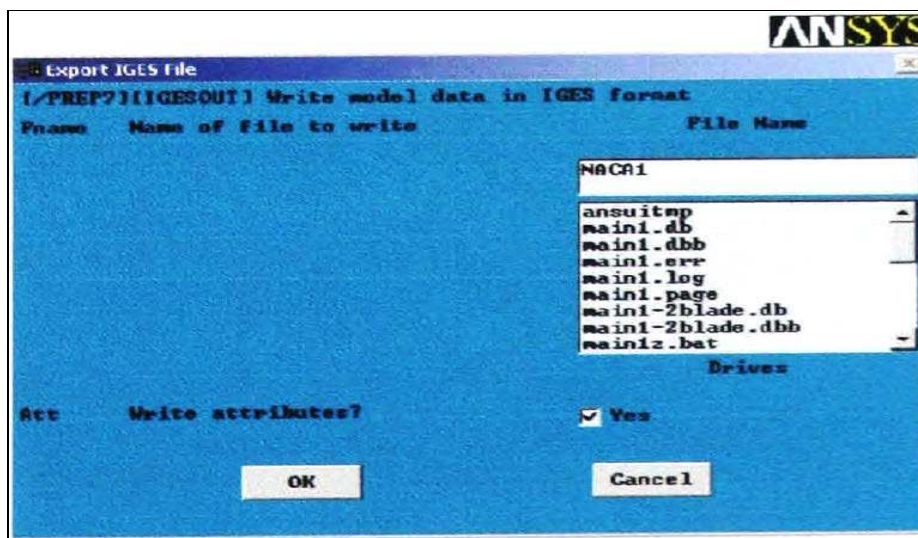 ANSYS
Export IGES File
[/PREP7][IGESOUT] Write model data in IGES format
Fname Name of file to write File Name
NACA1
ansuitmp
main1.db
main1.dbb
main1.err
main1.log
main1.page
main1-2blade.db
main1-2blade.dbb
main1z.bat
Drives
Att Write attributes? Yes
OK Cancel